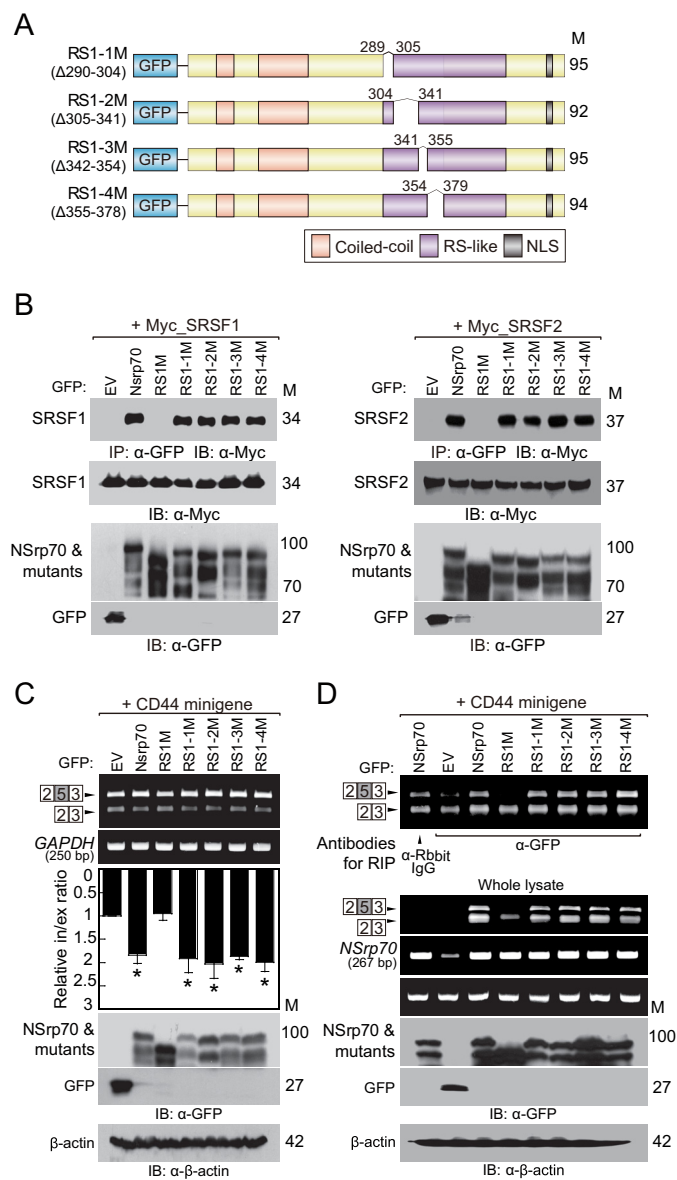 A
M
289 305
RS1-1M
(Δ290-304)
GFP
95
304 341
RS1-2M
(Δ305-341)
GFP
92
341 355
RS1-3M
(Δ342-354)
GFP
95
354 379
RS1-4M
(Δ355-378)
GFP
94
Coiled-coil RS-like NLS
B
+ Myc_SRSF1
GFP: EV Nsrp70 RS1M RS1-1M RS1-2M RS1-3M RS1-4M M
SRSF1 34
IP: α-GFP IB: α-Myc
SRSF1 34
IB: α-Myc
NSrp70 & mutants 100 70
GFP 27
IB: α-GFP
+ Myc_SRSF2
GFP: EV NSrp70 RS1M RS1-1M RS1-2M RS1-3M RS1-4M M
SRSF2 37
IP: α-GFP IB: α-Myc
SRSF2 37
IB: α-Myc
NSrp70 & mutants 100 70
GFP 27
IB: α-GFP
C
+ CD44 minigene
GFP: EV Nsrp70 RS1M RS1-1M RS1-2M RS1-3M RS1-4M
2 5 3
2 3
GAPDH
(250 bp)
Relative in/ex ratio
0
0.5
1
1.5
2
2.5
3
* * * * *
M
NSrp70 & mutants 100
GFP 27
IB: α-GFP
β-actin 42
IB: α-β-actin
D
+ CD44 minigene
GFP: NSrp70 EV NSrp70 RS1M RS1-1M RS1-2M RS1-3M RS1-4M
2 5 3
2 3
Antibodies for RIP
α-Rbbit IgG
α-GFP
Whole lysate
2 5 3
2 3
NSrp70
(267 bp)
M
NSrp70 & mutants 100
GFP 27
IB: α-GFP
β-actin 42
IB: α-β-actin